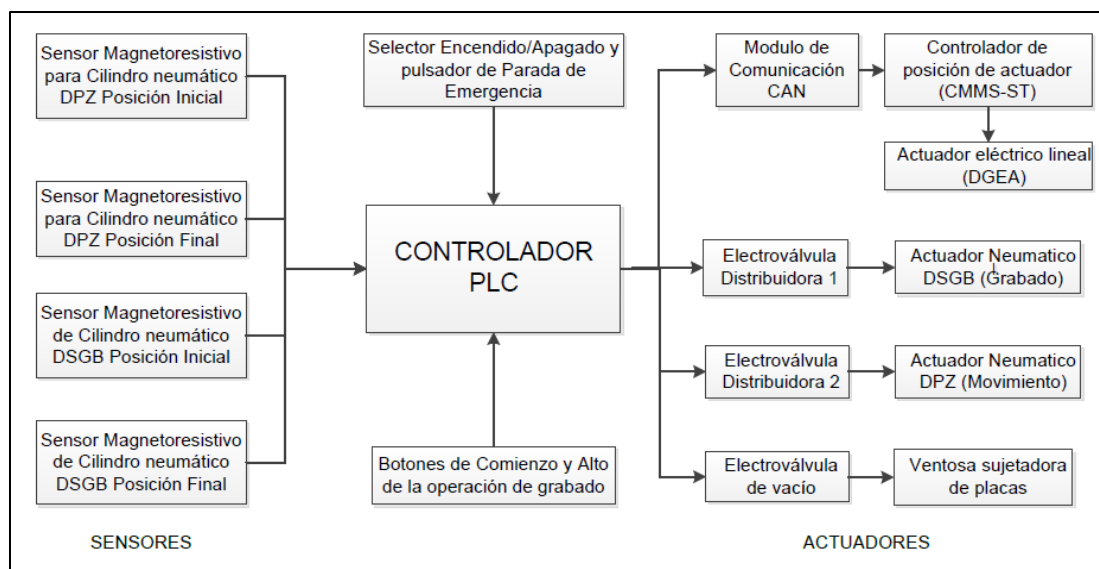 Sensor Magnetoresistivo
para Cilindro neumático
DPZ Posición Inicial
Sensor Magnetoresistivo
para Cilindro neumático
DPZ Posición Final
Sensor Magnetoresistivo
de Cilindro neumático
DSGB Posición Inicial
Sensor Magnetoresistivo
de Cilindro neumático
DSGB Posición Final
SENSORES
Selector Encendido/Apagado y
pulsador de Parada de
Emergencia
CONTROLADOR
PLC
Botones de Comienzo y Alto
de la operación de grabado
Modulo de
Comunicación
CAN
Controlador de
posición de actuador
(CMMS-ST)
Actuador eléctrico lineal
(DGEA)
Electroválvula
Distribuidora 1
Actuador Neumatico
DSGB (Grabado)
Electroválvula
Distribuidora 2
Actuador Neumatico
DPZ (Movimiento)
Electroválvula
de vacío
Ventosa sujetadora
de placas
ACTUADORES